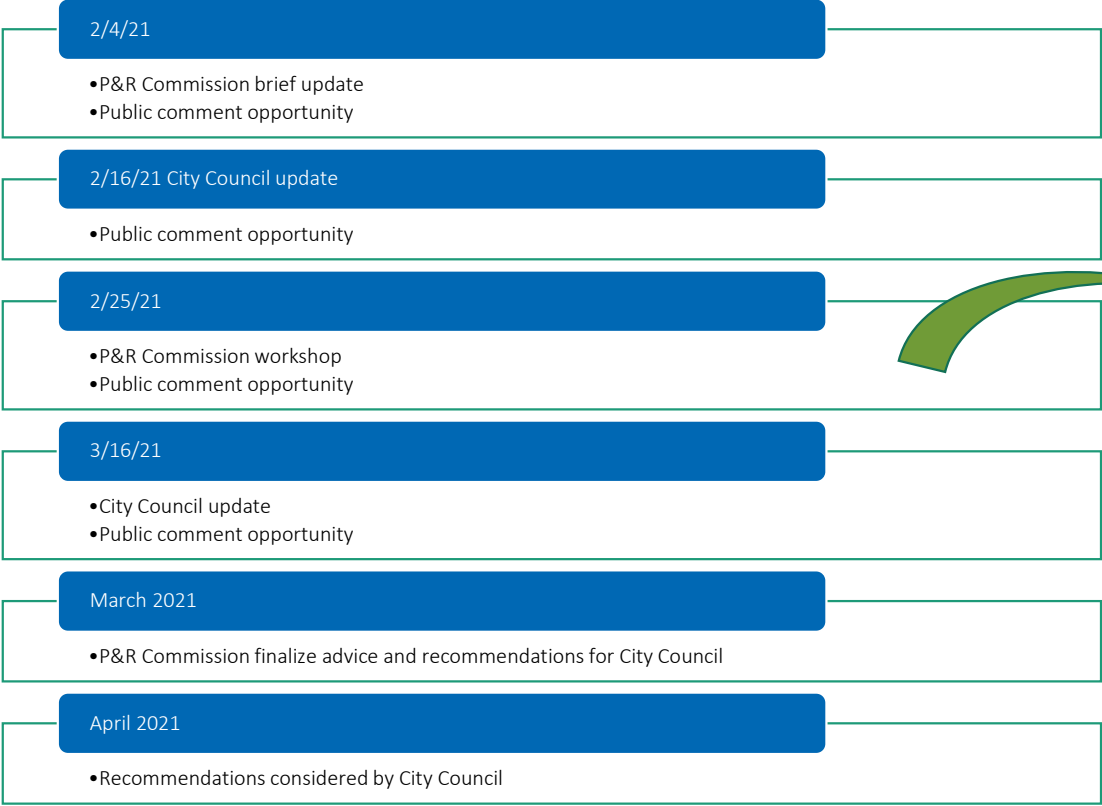 2/4/21
•P&R Commission brief update
•Public comment opportunity
2/16/21 City Council update
•Public comment opportunity
2/25/21
•P&R Commission workshop
•Public comment opportunity
3/16/21
•City Council update
•Public comment opportunity
March 2021
•P&R Commission finalize advice and recommendations for City Council
April 2021
•Recommendations considered by City Council